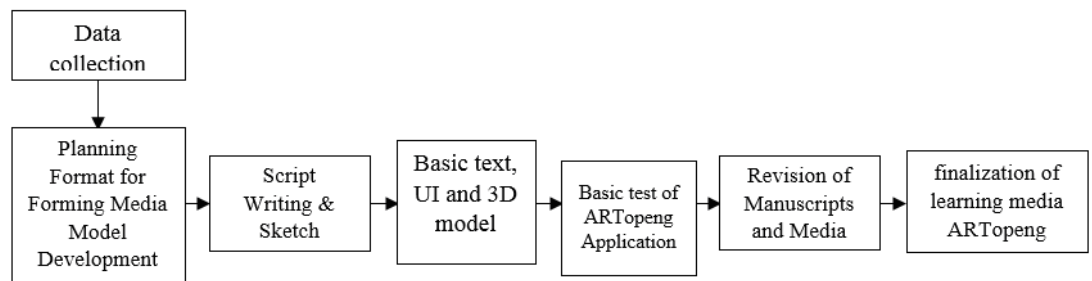 Data
collection
Planning
Format for
Forming Media
Model
Development
Script
Writing &
Sketch
Basic text,
UI and 3D
model
Basic test of
ARTopeng
Application
Revision of
Manuscripts
and Media
finalization of
learning media
ARTopeng